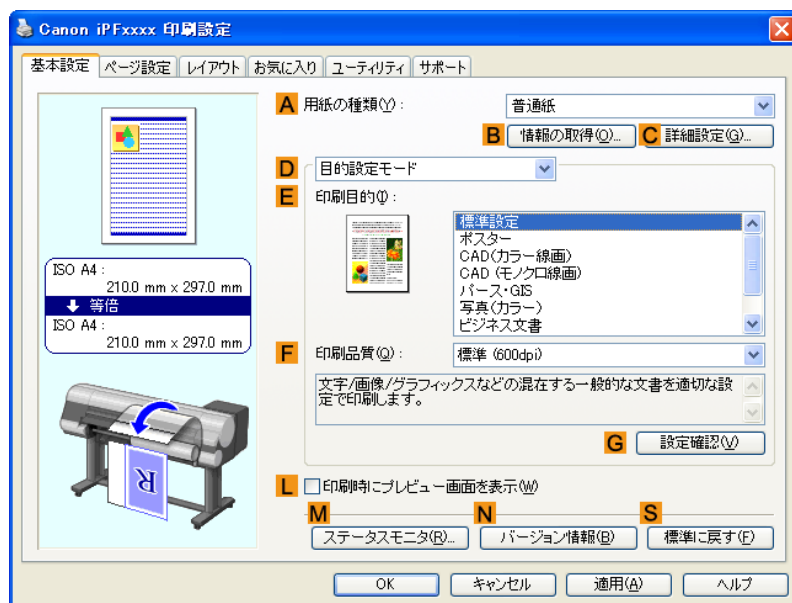 Canon iPFxxxx 印刷設定
基本設定 ページ設定 レイアウト お気に入り ユーティリティ サポート
A 用紙の種類(Y): 普通紙
B 情報の取得(O)... C 詳細設定(G)...
D 目的設定モード
E 印刷目的(I):
標準設定
ポスター
CAD(カラー線画)
CAD (モノクロ線画)
パース・GIS
写真(カラー)
ビジネス文書
ISO A4 :
210.0 mm x 297.0 mm
等倍
ISO A4 :
210.0 mm x 297.0 mm
R
F 印刷品質(Q): 標準 (600dpi)
文字/画像/グラフィックスなどの混在する一般的な文書を適切な設
定で印刷します。
G 設定確認(V)
L 印刷時にプレビュー画面を表示(W)
M N S
ステータスモニタ(R)... バージョン情報(B) 標準に戻す(F)
OK キャンセル 適用(A) ヘルプ